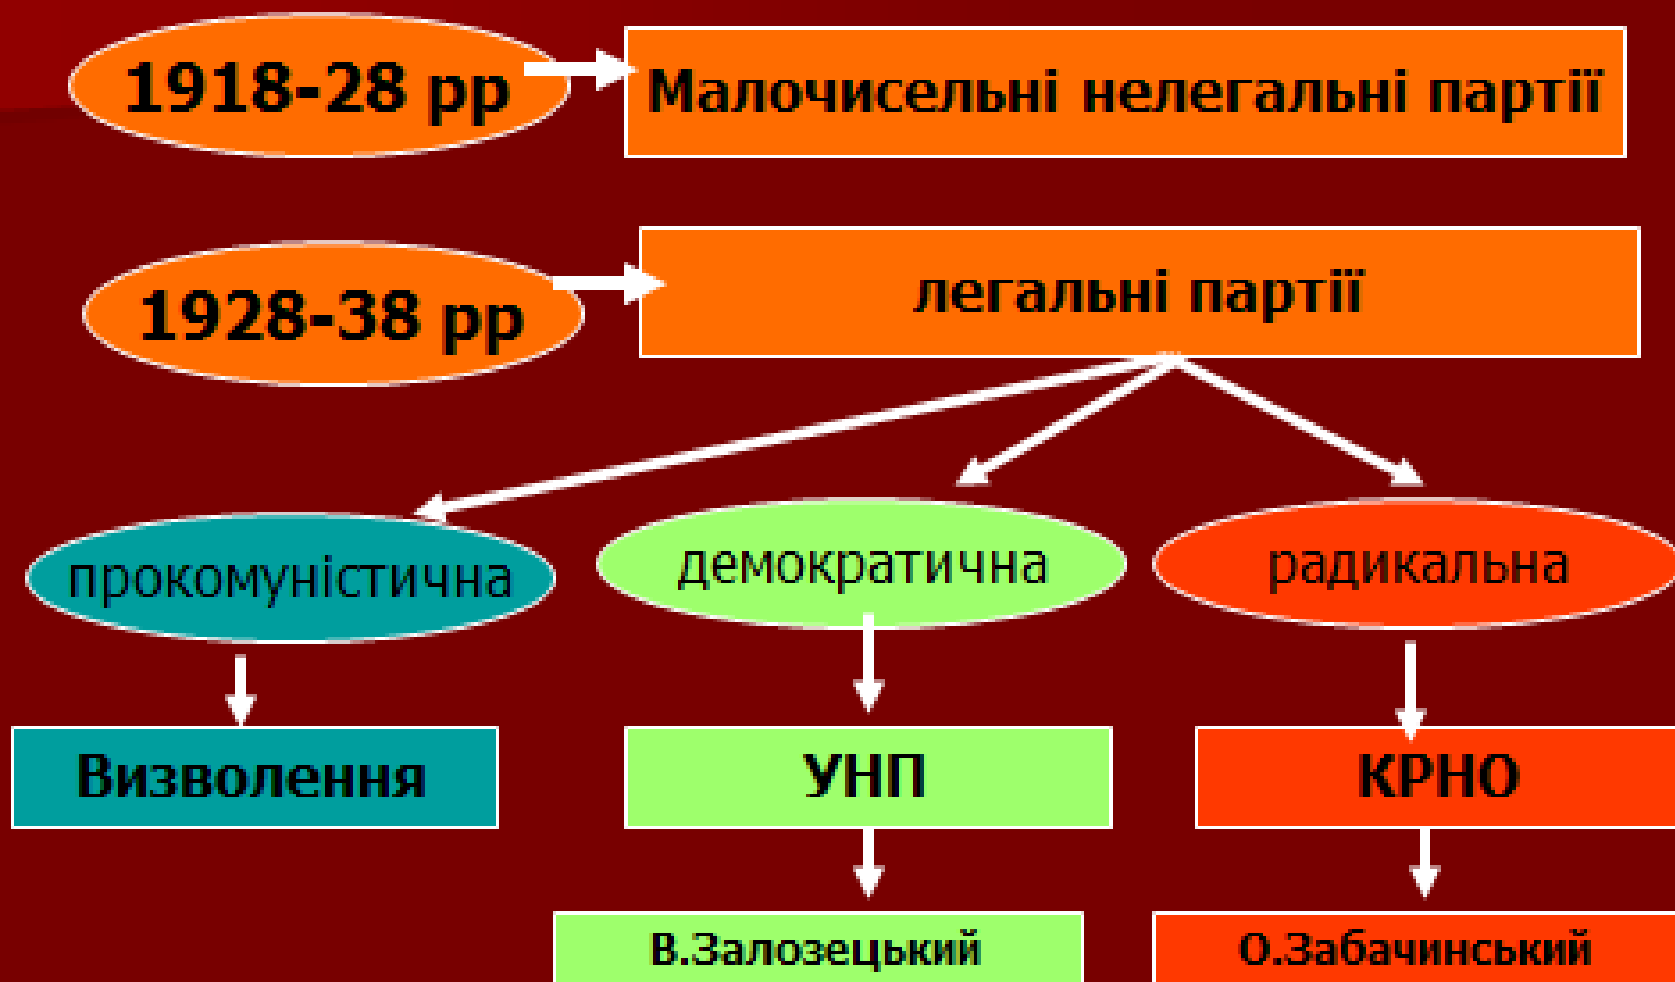 1918-28 рр
Малочисельні нелегальні партії
1928-38 рр
легальні партії
прокомуністична
демократична
радикальна
Визволення
УНП
КРНО
В.Залозецький
О.Забачинський